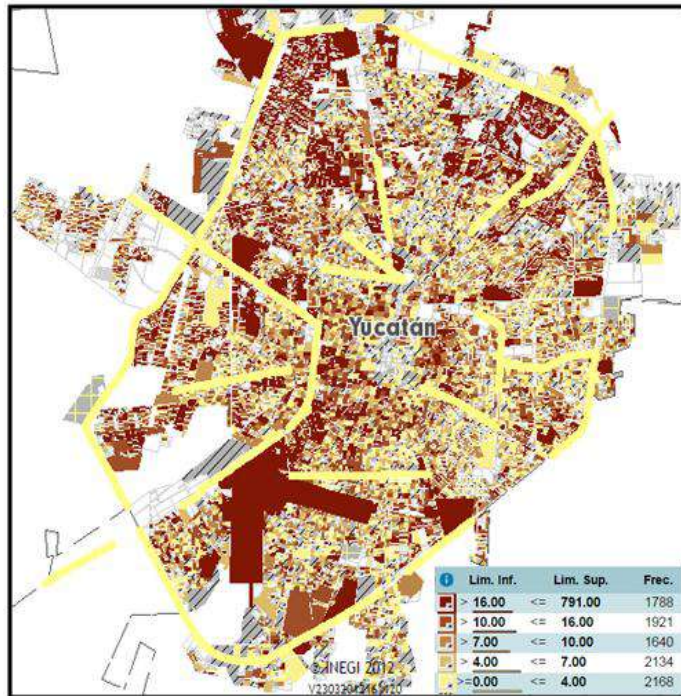 Yucatán
Lim. Inf. Lim. Sup. Frec.
> 16.00 <= 791.00 1788
> 10.00 <= 16.00 1921
> 7.00 <= 10.00 1640
> 4.00 <= 7.00 2134
>=0.00 <= 4.00 2168
© INEGI 2012